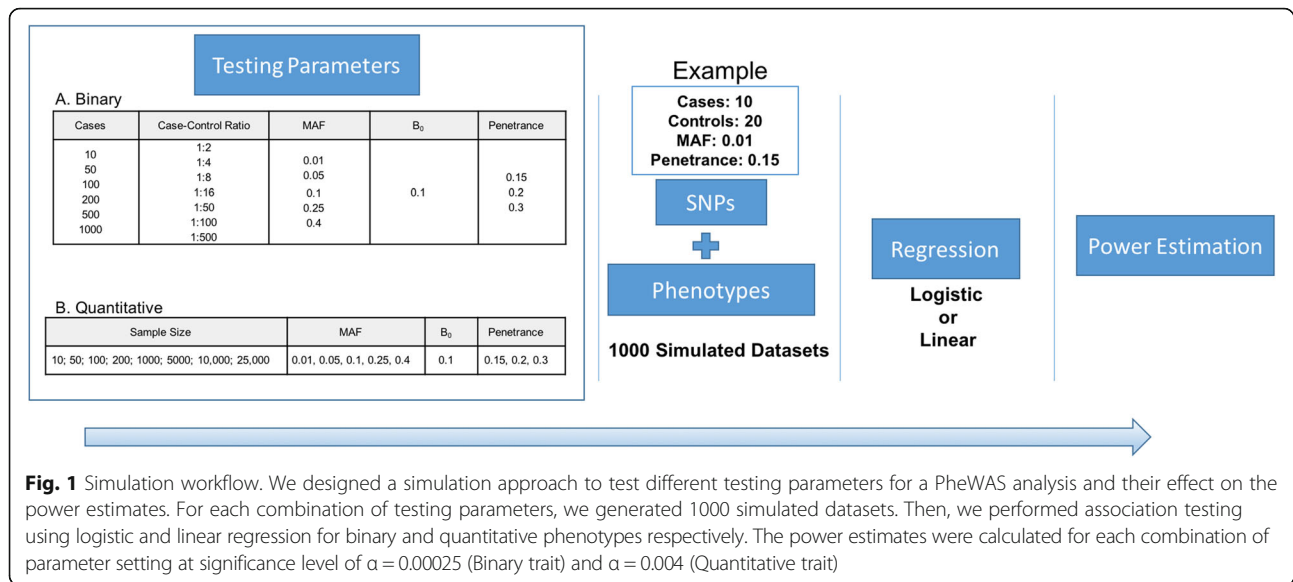 Testing Parameters
A. Binary
Cases Case-Control Ratio MAF B₀ Penetrance
10
50
100
200
500
1000
1:2
1:4
1:8
1:16
1:50
1:100
1:500
0.01
0.05
0.1
0.25
0.4
0.1
0.15
0.2
0.3
B. Quantitative
Sample Size MAF B₀ Penetrance
10; 50; 100; 200; 1000; 5000; 10,000; 25,000 0.01, 0.05, 0.1, 0.25, 0.4 0.1 0.15, 0.2, 0.3
Example
Cases: 10
Controls: 20
MAF: 0.01
Penetrance: 0.15
SNPs
Phenotypes
1000 Simulated Datasets
Regression
Logistic
or
Linear
Power Estimation
Fig. 1 Simulation workflow. We designed a simulation approach to test different testing parameters for a PheWAS analysis and their effect on the
power estimates. For each combination of testing parameters, we generated 1000 simulated datasets. Then, we performed association testing
using logistic and linear regression for binary and quantitative phenotypes respectively. The power estimates were calculated for each combination of
parameter setting at significance level of α = 0.00025 (Binary trait) and α = 0.004 (Quantitative trait)